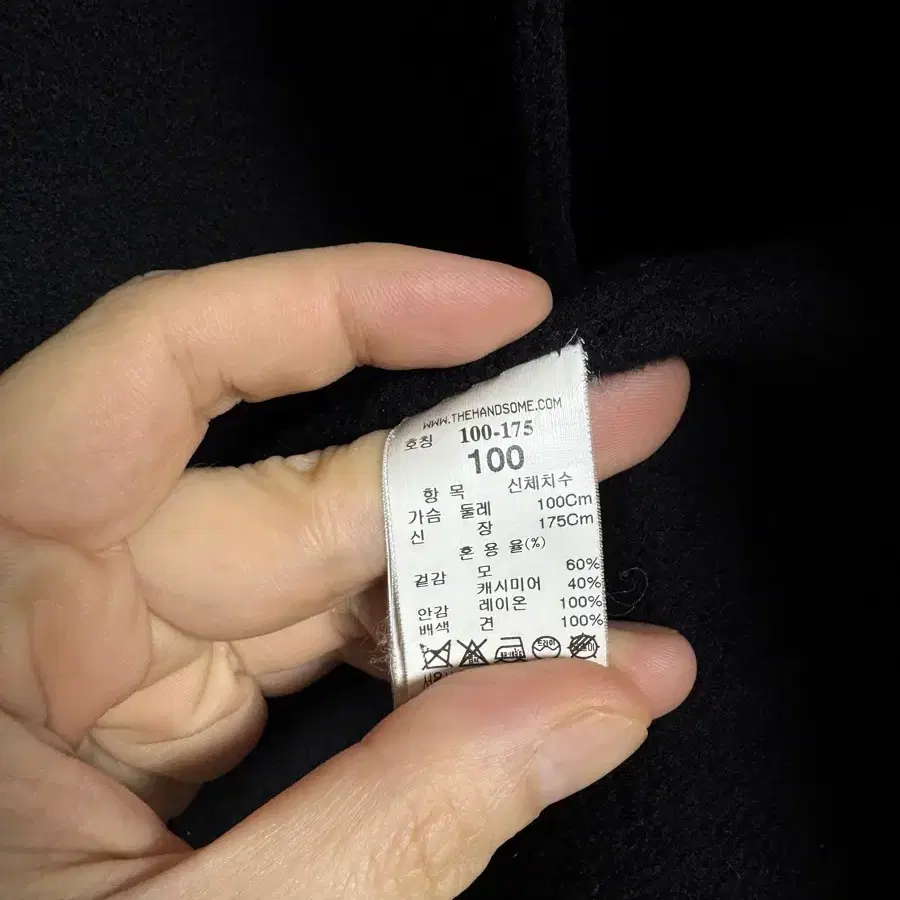 WWW.THEHANDSOME.COM
호칭 100-175
100
항 목 신체치수
가슴 둘레 100Cm
신 장 175Cm
혼 용 율(%)
겉감 모 60%
캐시미어 40%
안감 레이온 100%
배색 견 100%